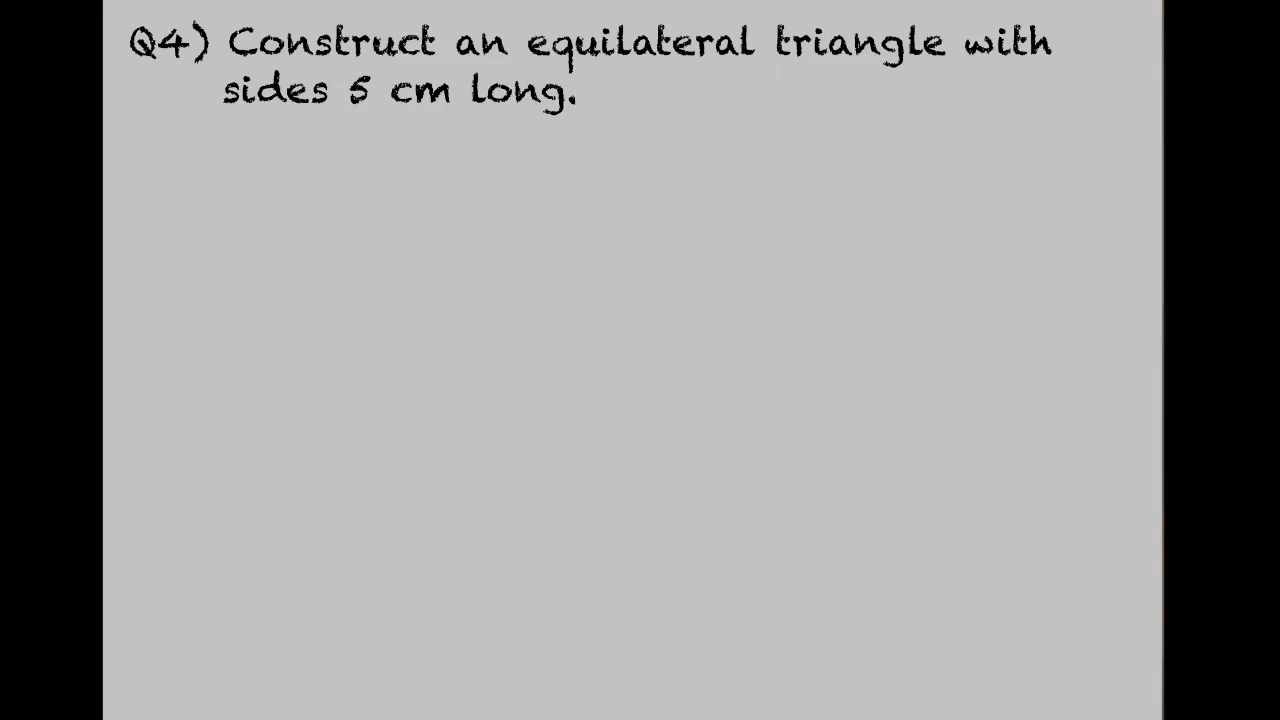 Q4) Construct an equilateral triangle with
sides 5 cm long.